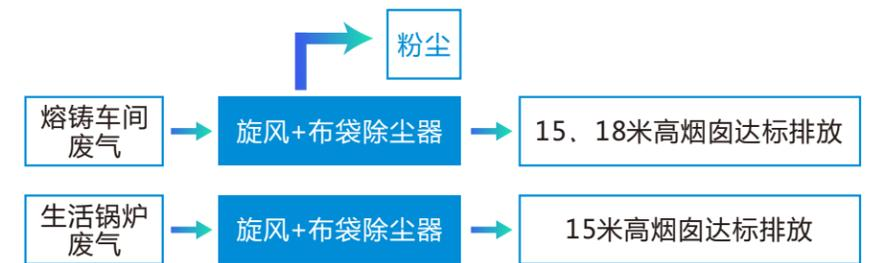 粉尘
熔铸车间
废气
旋风+布袋除尘器
15、18米高烟囱达标排放
生活锅炉
废气
旋风+布袋除尘器
15米高烟囱达标排放